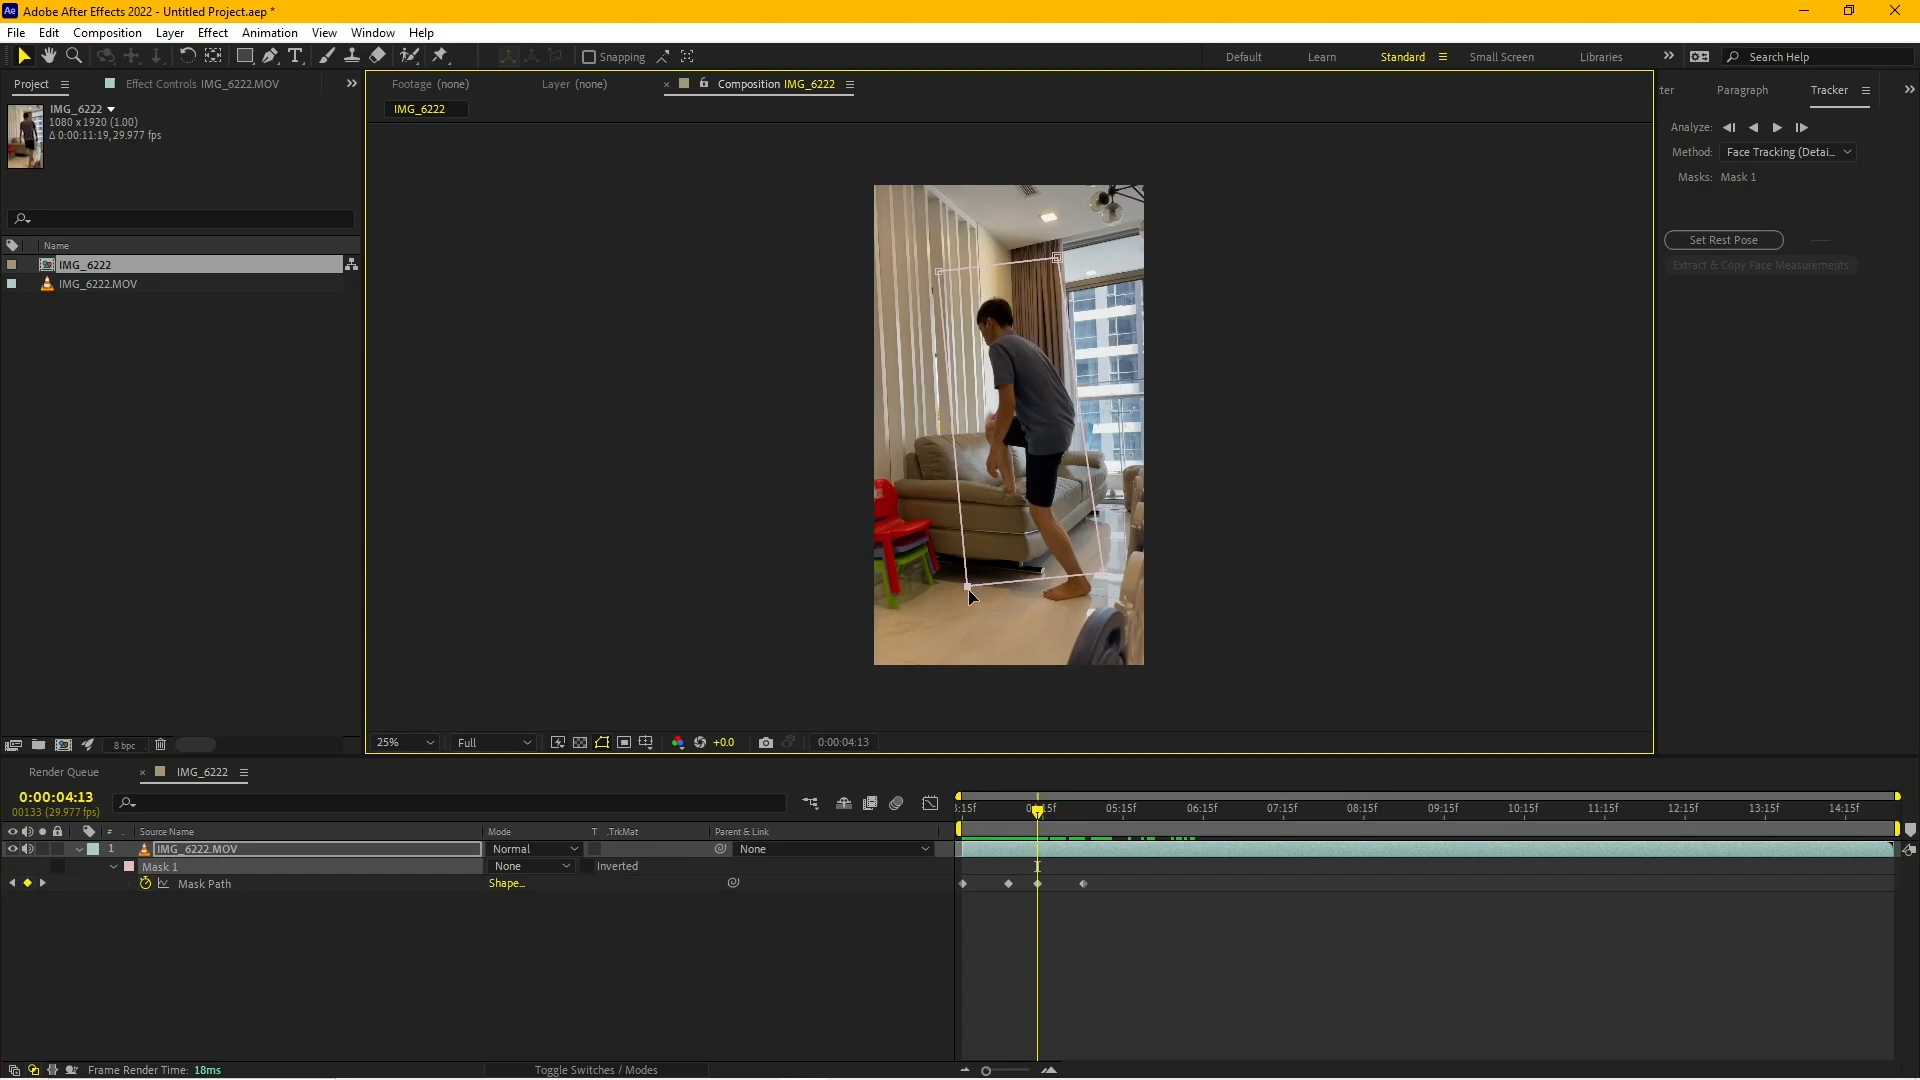 Ae Adobe After Effects 2022 - Untitled Project.aep *
File Edit Composition Layer Effect Animation View Window Help
Snapping
Default Learn Standard Small Screen Libraries Search Help
Project Effect Controls IMG_6222.MOV
Footage (none) Layer (none) Composition IMG_6222
ter Paragraph Tracker
IMG_6222
1080 x 1920 (1.00)
Δ 0:00:11:19, 29.977 fps
IMG_6222
Analyze:
Method: Face Tracking (Detai...
Masks: Mask 1
Set Rest Pose -----
Extract & Copy Face Measurements
Name
IMG_6222
IMG_6222.MOV
8 bpc
25% Full +0.0 0:00:04:13
Render Queue IMG_6222
0:00:04:13
00133 (29.977 fps)
:15f 05:15f 06:15f 07:15f 08:15f 09:15f 10:15f 11:15f 12:15f 13:15f 14:15f
# Source Name Mode T .TrkMat Parent & Link
1 IMG_6222.MOV Normal None
Mask 1 None Inverted
Mask Path Shape...
Frame Render Time: 18ms Toggle Switches / Modes